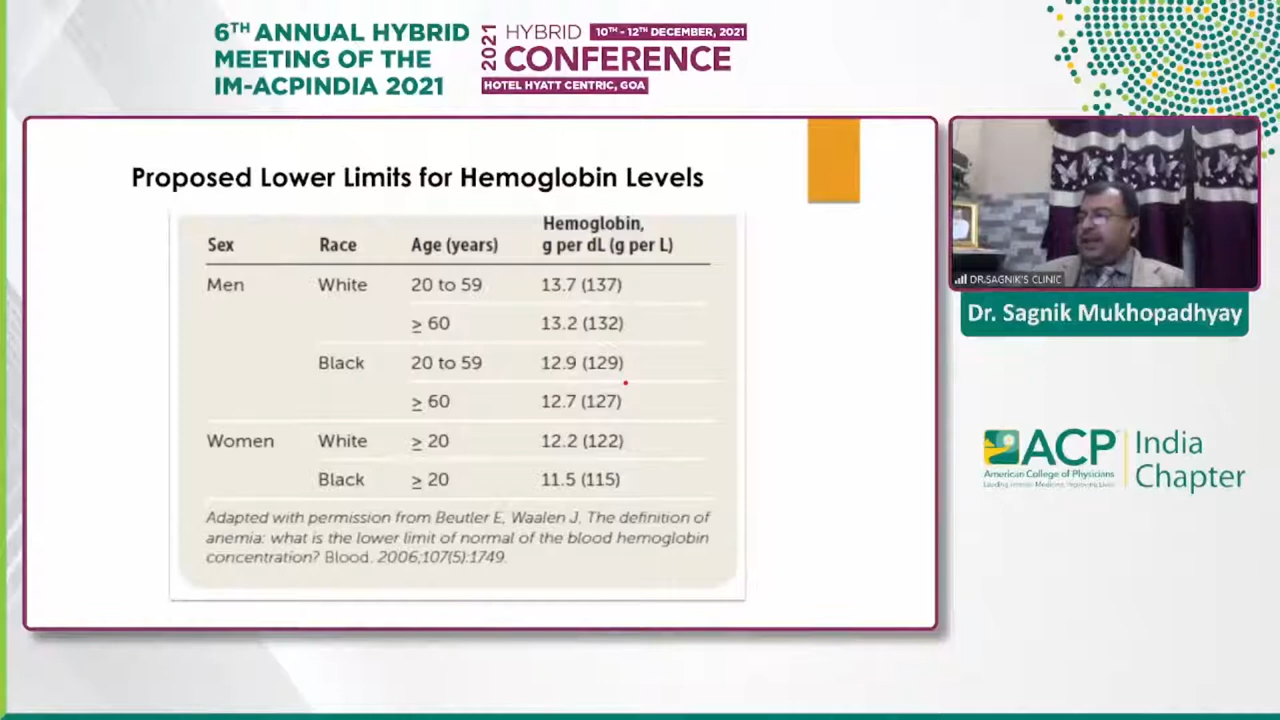 6TH ANNUAL HYBRID
MEETING OF THE
IM-ACPINDIA 2021
2021
HYBRID 10TH - 12TH DECEMBER, 2021
CONFERENCE
HOTEL HYATT CENTRIC, GOA
Proposed Lower Limits for Hemoglobin Levels
Hemoglobin,
Sex Race Age (years) g per dL (g per L)
Men White 20 to 59 13.7 (137)
≥ 60 13.2 (132)
Black 20 to 59 12.9 (129)
≥ 60 12.7 (127)
Women White ≥ 20 12.2 (122)
Black ≥ 20 11.5 (115)
Adapted with permission from Beutler E, Waalen J. The definition of
anemia: what is the lower limit of normal of the blood hemoglobin
concentration? Blood. 2006;107(5):1749.
DR.SAGNIK'S CLINIC
Dr. Sagnik Mukhopadhyay
ACP
American College of Physicians
Leading Internal Medicine, Improving Lives
India
Chapter